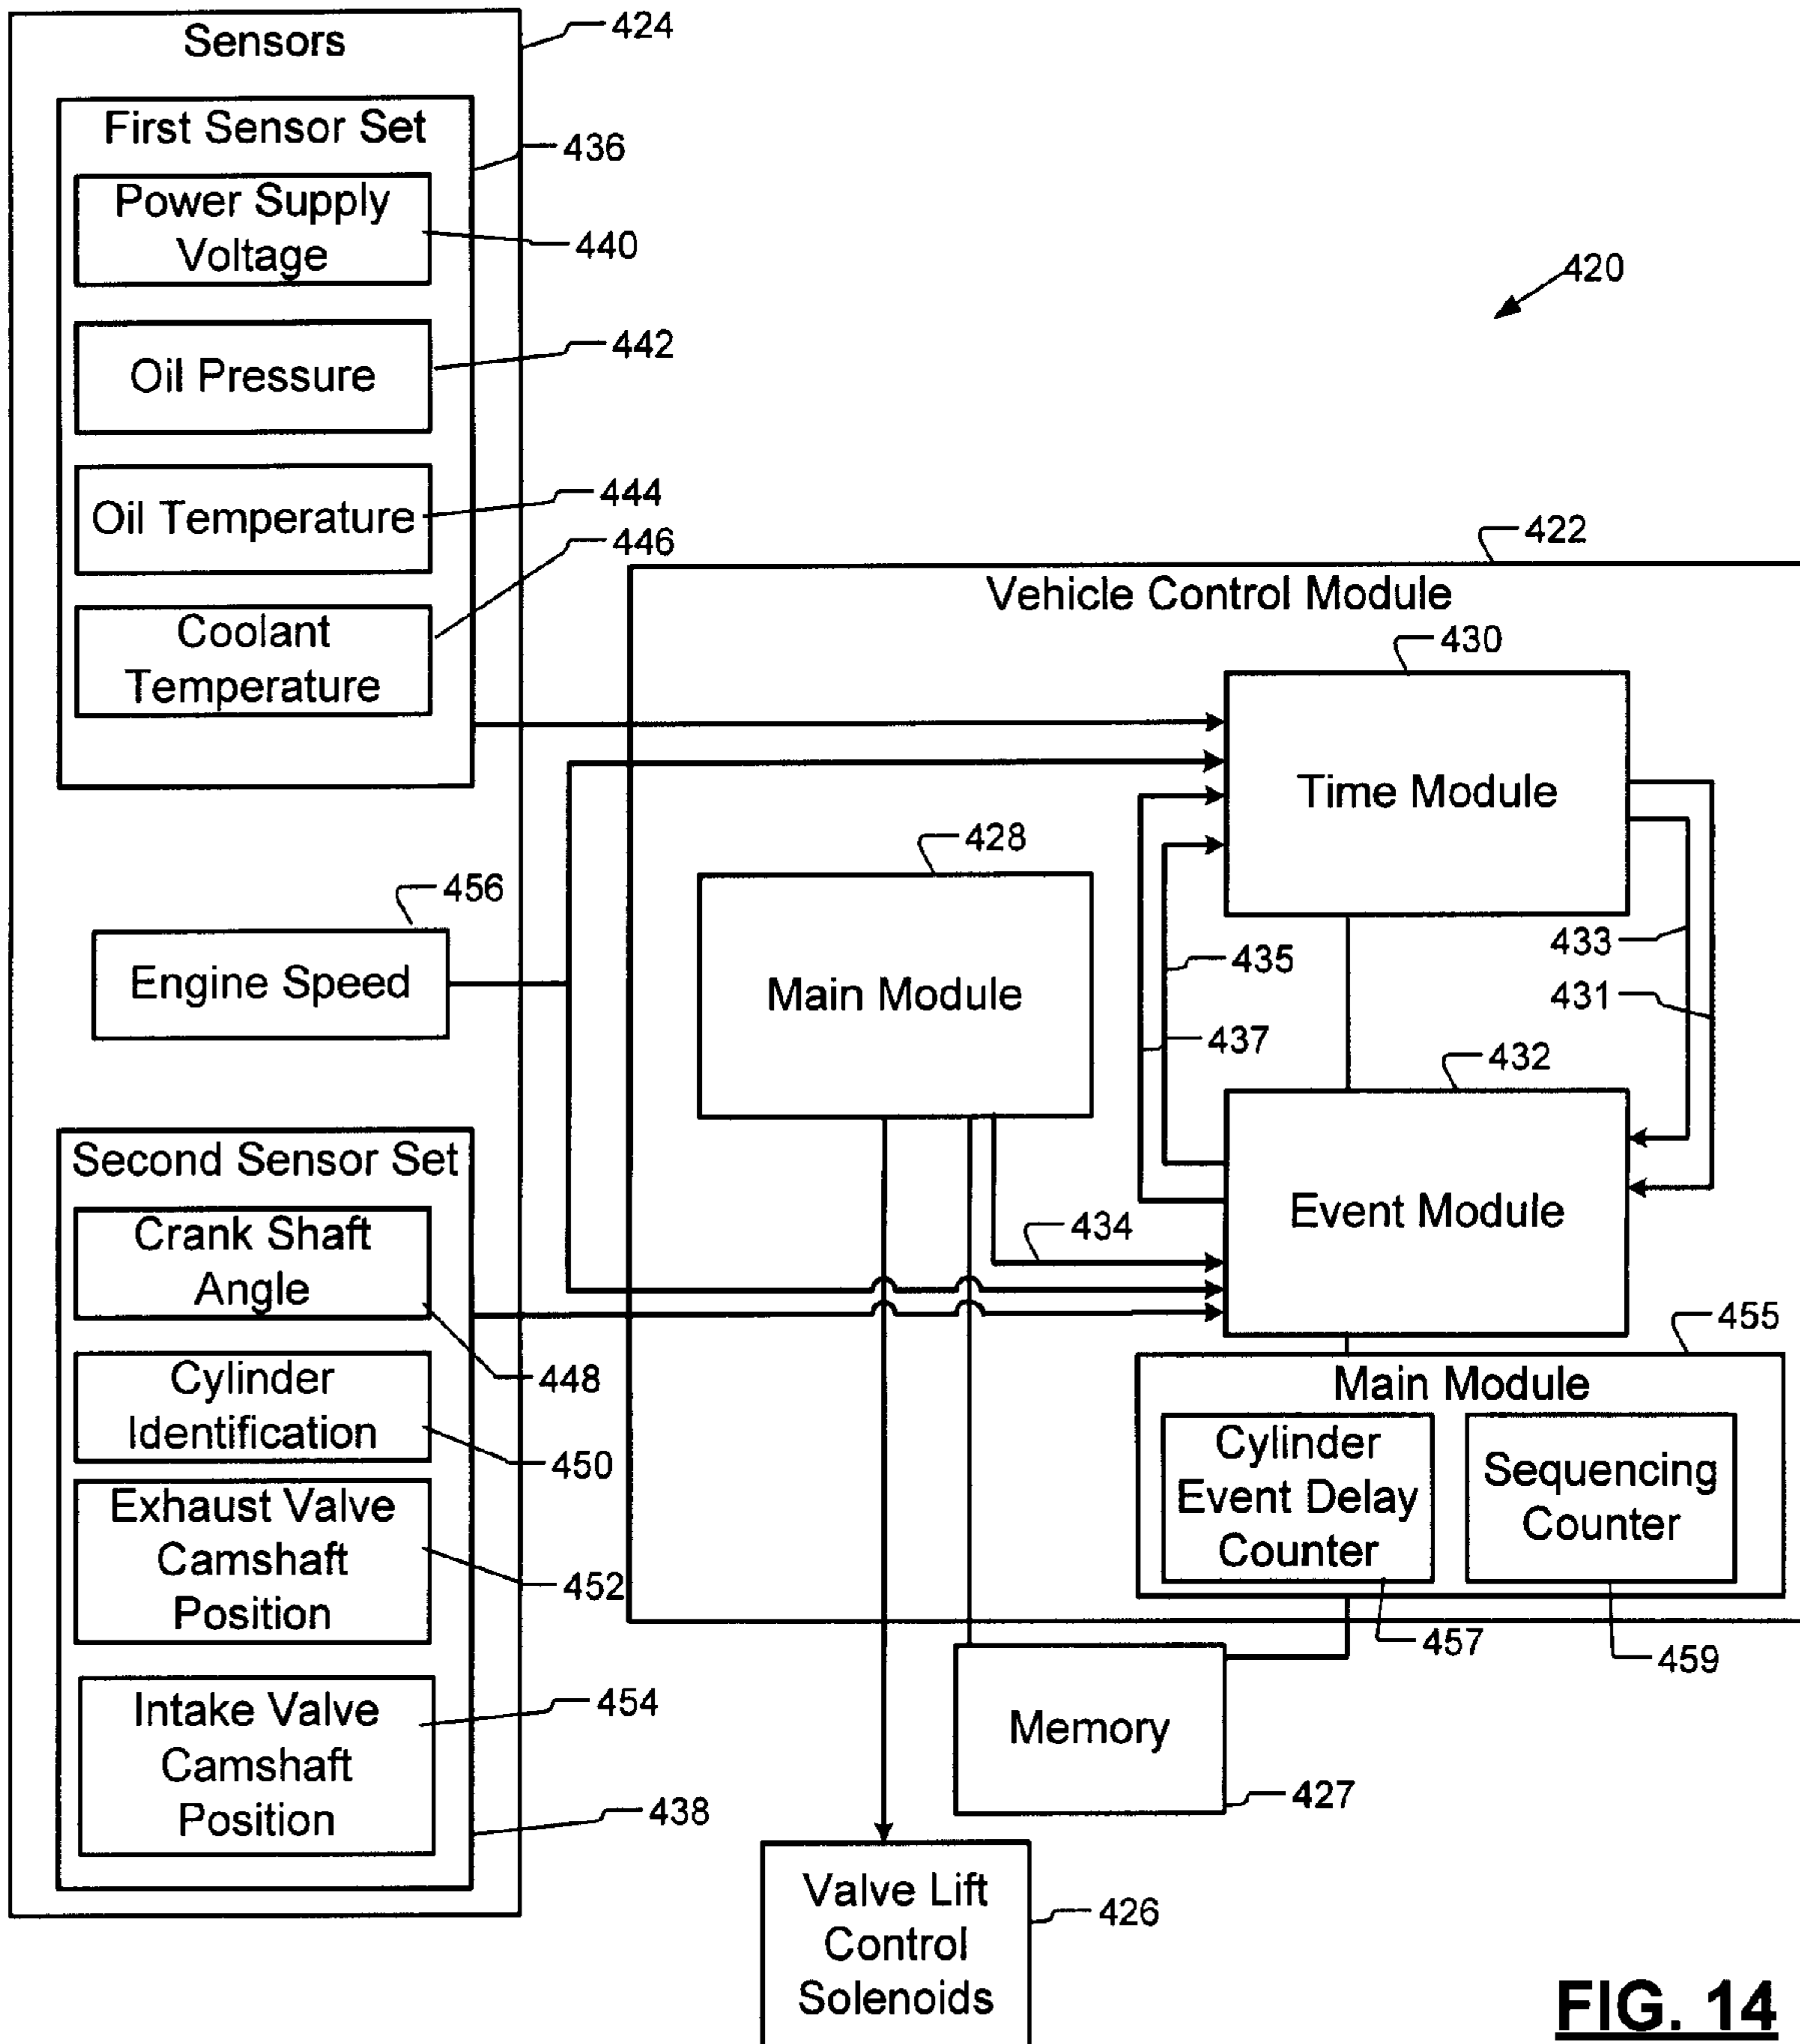 Sensors
424
First Sensor Set
436
Power Supply
Voltage
440
420
Oil Pressure
442
Oil Temperature
444
446
Coolant
Temperature
422
Vehicle Control Module
430
Time Module
428
Main Module
456
Engine Speed
433
435
431
437
432
Event Module
434
Second Sensor Set
Crank Shaft
Angle
448
Cylinder
Identification
450
Exhaust Valve
Camshaft
Position
452
Intake Valve
Camshaft
Position
454
438
455
Main Module
Cylinder
Event Delay
Counter
Sequencing
Counter
457
459
Memory
427
Valve Lift
Control
Solenoids
426
FIG. 14